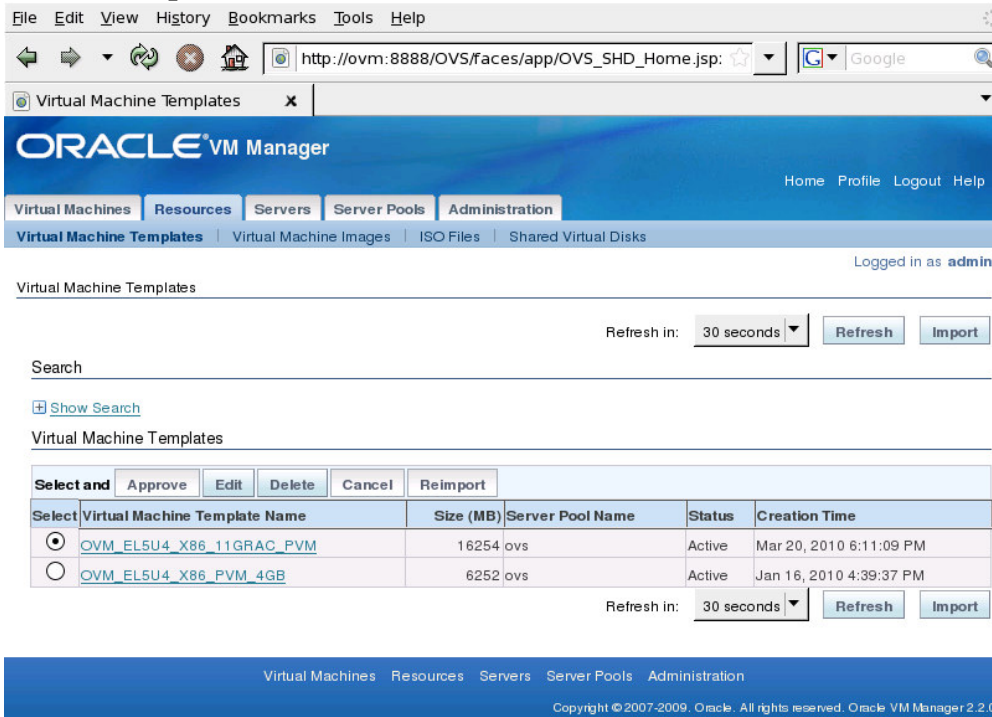 File Edit View History Bookmarks Tools Help
http://ovm:8888/OVS/faces/app/OVS_SHD_Home.jsp: G Google
Virtual Machine Templates x
ORACLE VM Manager
Home Profile Logout Help
Virtual Machines Resources Servers Server Pools Administration
Virtual Machine Templates | Virtual Machine Images | ISO Files | Shared Virtual Disks
Logged in as admin
Virtual Machine Templates
Refresh in: 30 seconds Refresh Import
Search
Show Search
Virtual Machine Templates
Select and Approve Edit Delete Cancel Reimport
Select Virtual Machine Template Name Size (MB) Server Pool Name Status Creation Time
OVM_EL5U4_X86_11GRAC_PVM 16254 ovs Active Mar 20, 2010 6:11:09 PM
OVM_EL5U4_X86_PVM_4GB 6252 ovs Active Jan 16, 2010 4:39:37 PM
Refresh in: 30 seconds Refresh Import
Virtual Machines Resources Servers Server Pools Administration
Copyright © 2007-2009. Oracle. All rights reserved. Oracle VM Manager 2.2.0